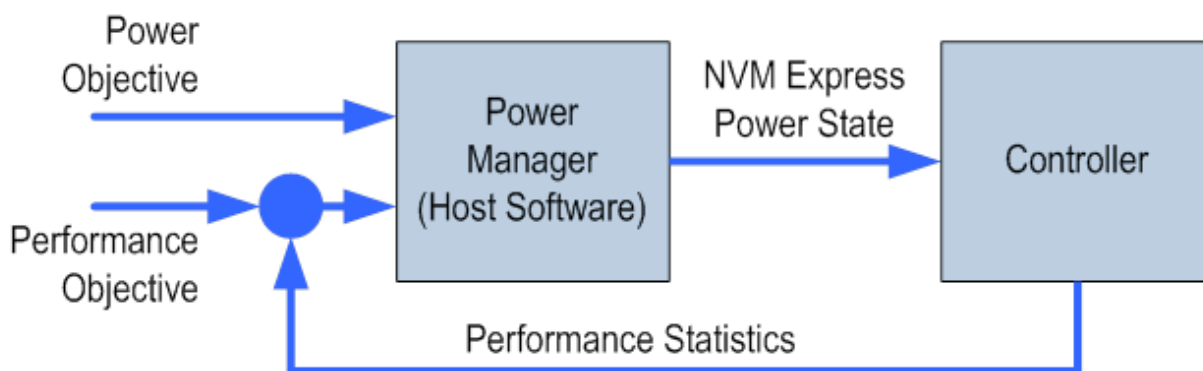 Power
Objective
Performance
Objective
Power
Manager
(Host Software)
NVM Express
Power State
Controller
Performance Statistics